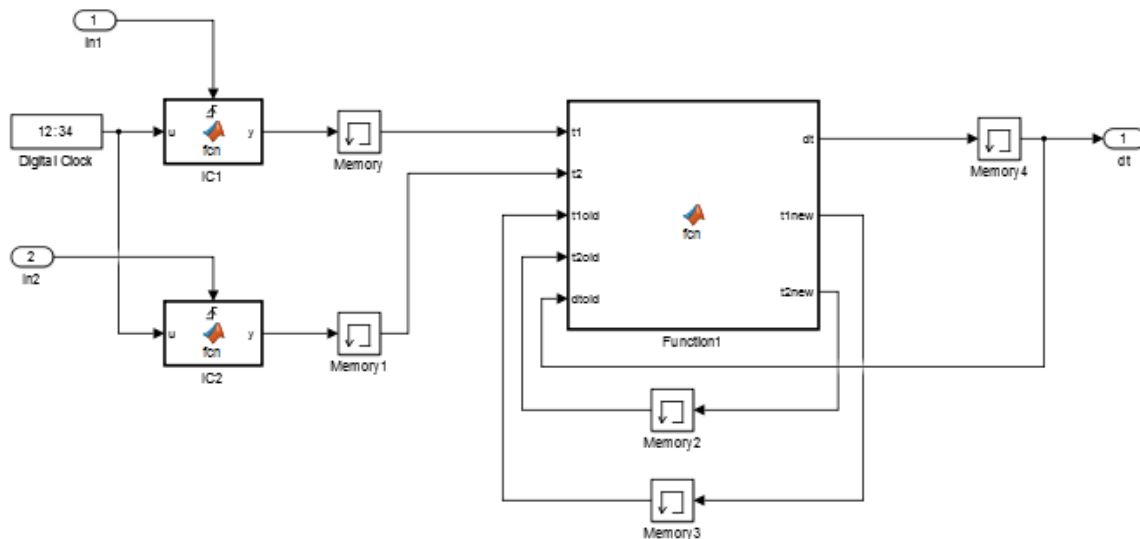 1
In1
12:34
Digital Clock
u
fcn
y
IC1
Memory
2
In2
u
fcn
y
IC2
Memory1
t1
t2
t1old
t2old
dtold
fcn
dt
t1new
t2new
Function1
Memory2
Memory3
Memory4
1
dt